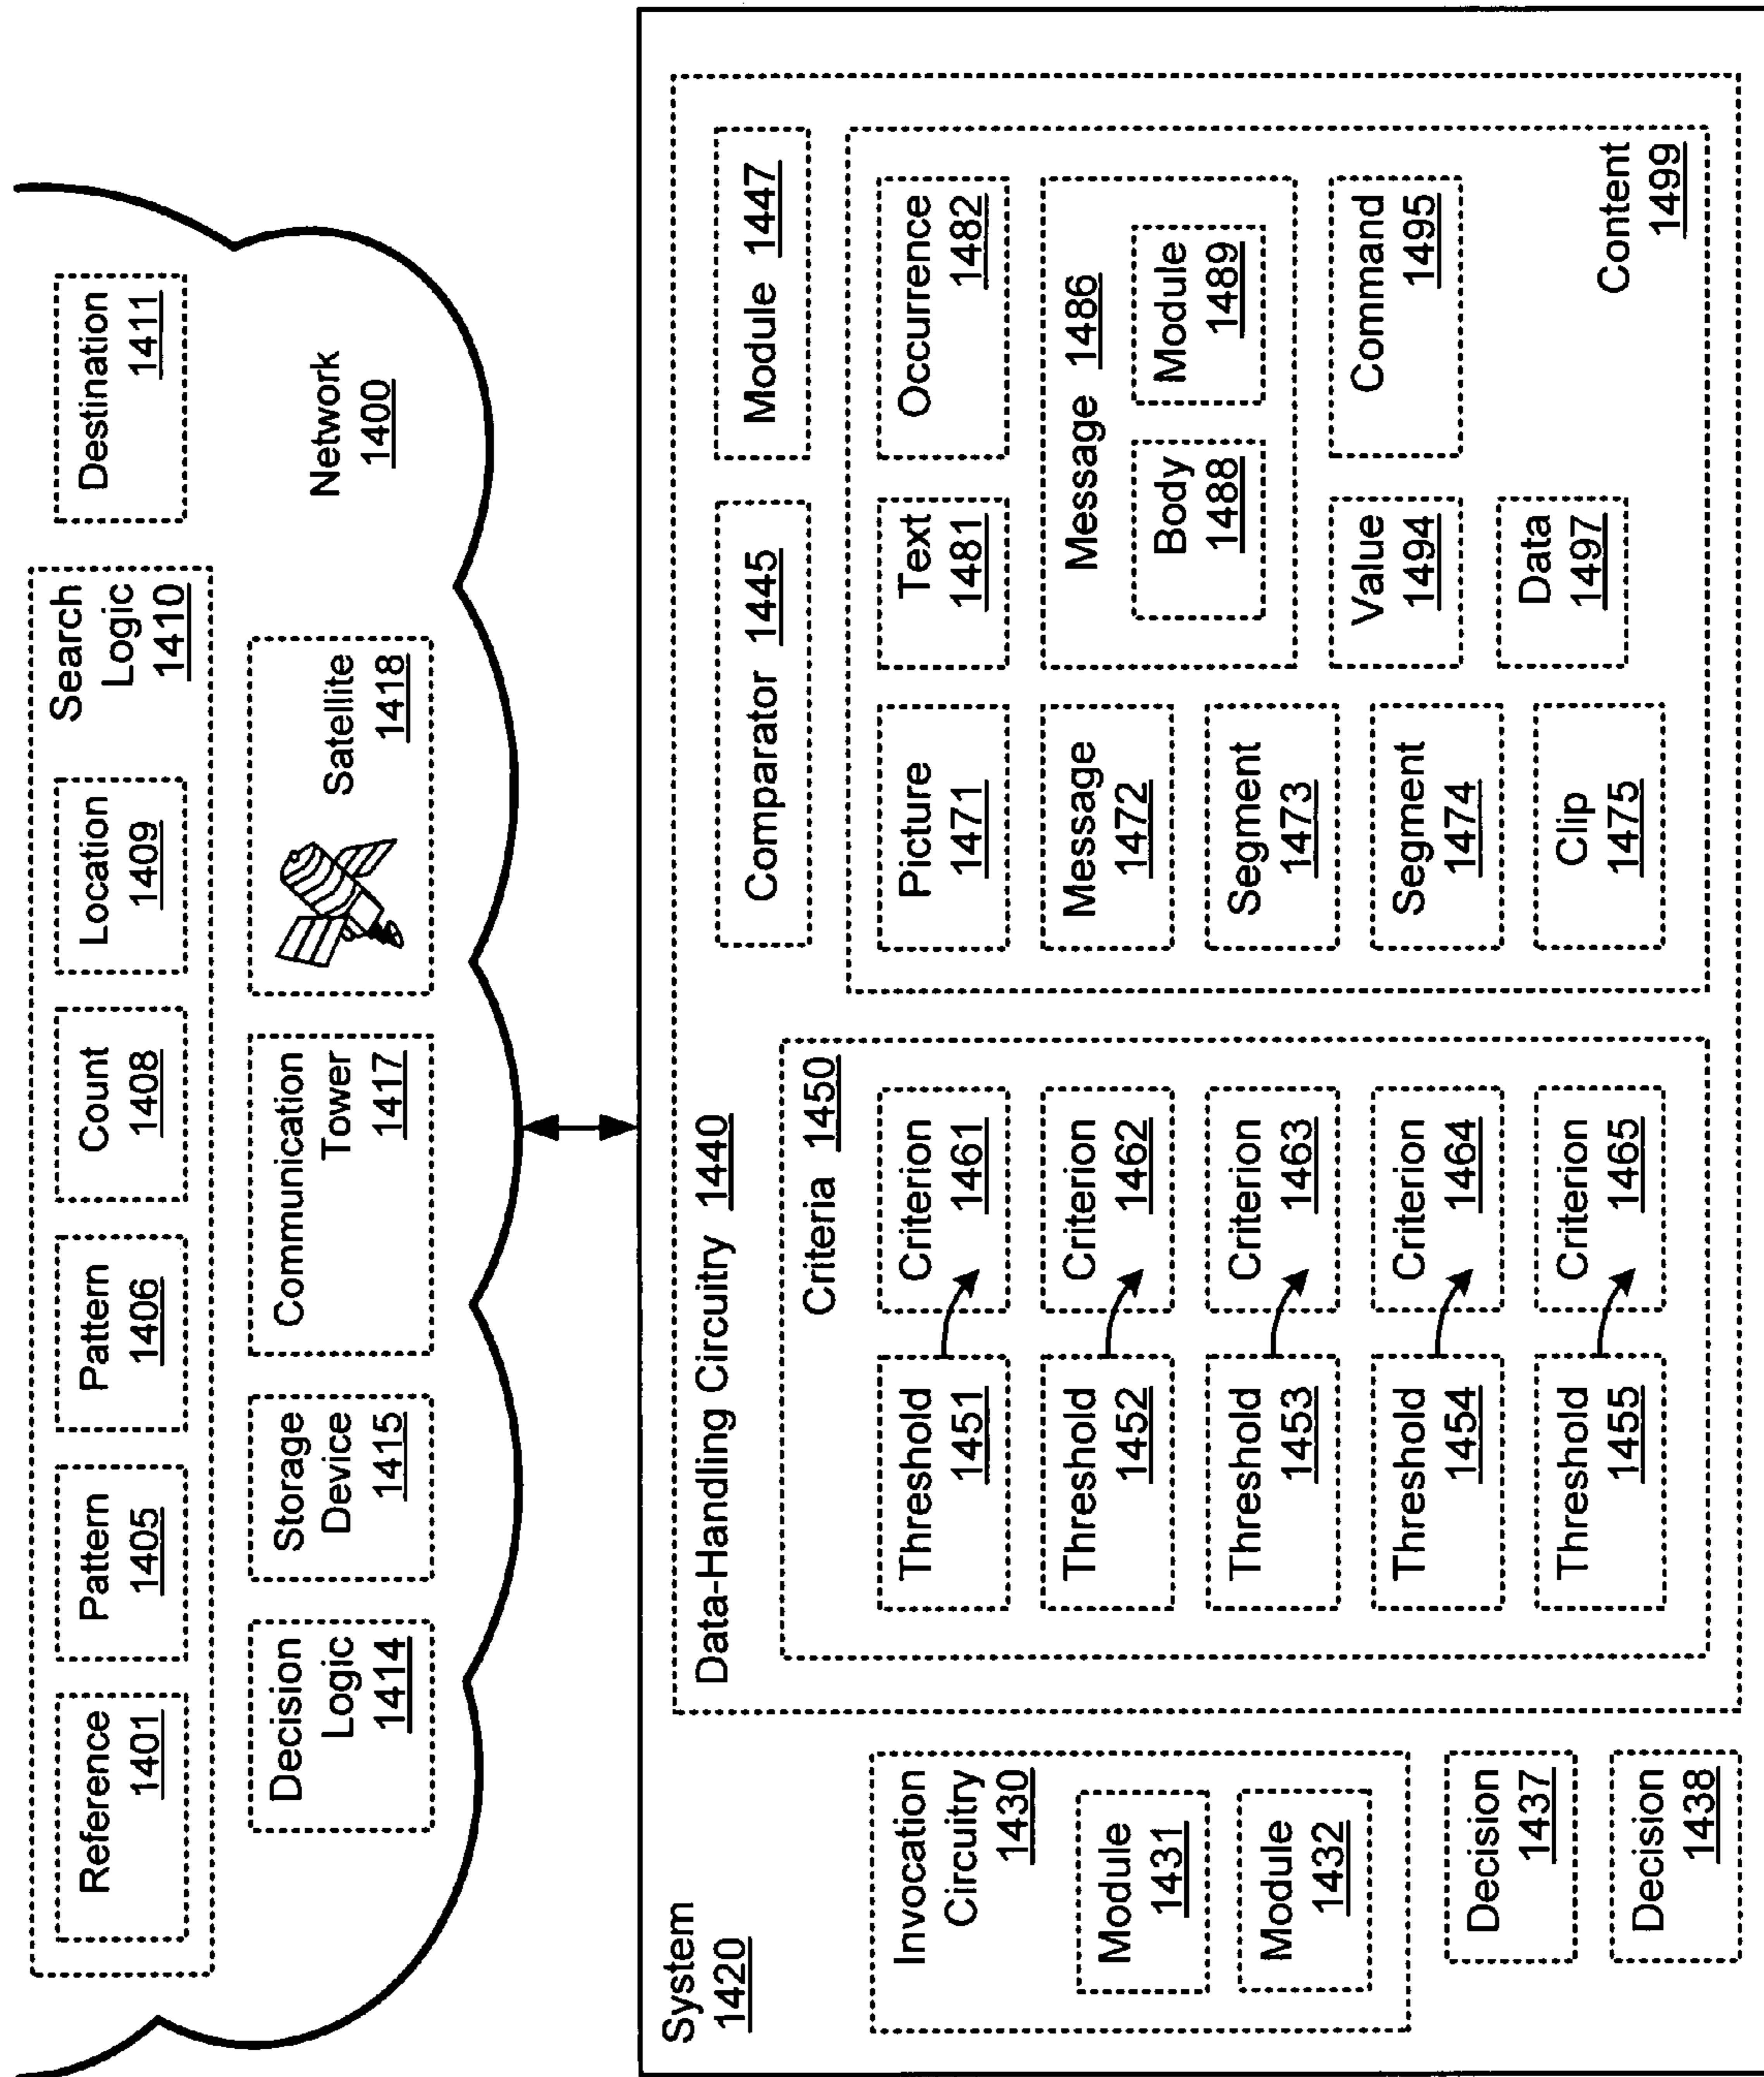 Search
Logic
1410
Reference
1401
Pattern
1405
Pattern
1406
Count
1408
Location
1409
Destination
1411
Decision
Logic
1414
Storage
Device
1415
Communication
Tower
1417
Satellite
1418
Network
1400
System
1420
Invocation
Circuitry
1430
Module
1431
Module
1432
Decision
1437
Decision
1438
Data-Handling Circuitry 1440
Comparator 1445
Module 1447
Criteria 1450
Threshold
1451
Criterion
1461
Threshold
1452
Criterion
1462
Threshold
1453
Criterion
1463
Threshold
1454
Criterion
1464
Threshold
1455
Criterion
1465
Picture
1471
Text
1481
Occurrence
1482
Message
1472
Message 1486
Body
1488
Module
1489
Segment
1473
Segment
1474
Value
1494
Command
1495
Clip
1475
Data
1497
Content
1499